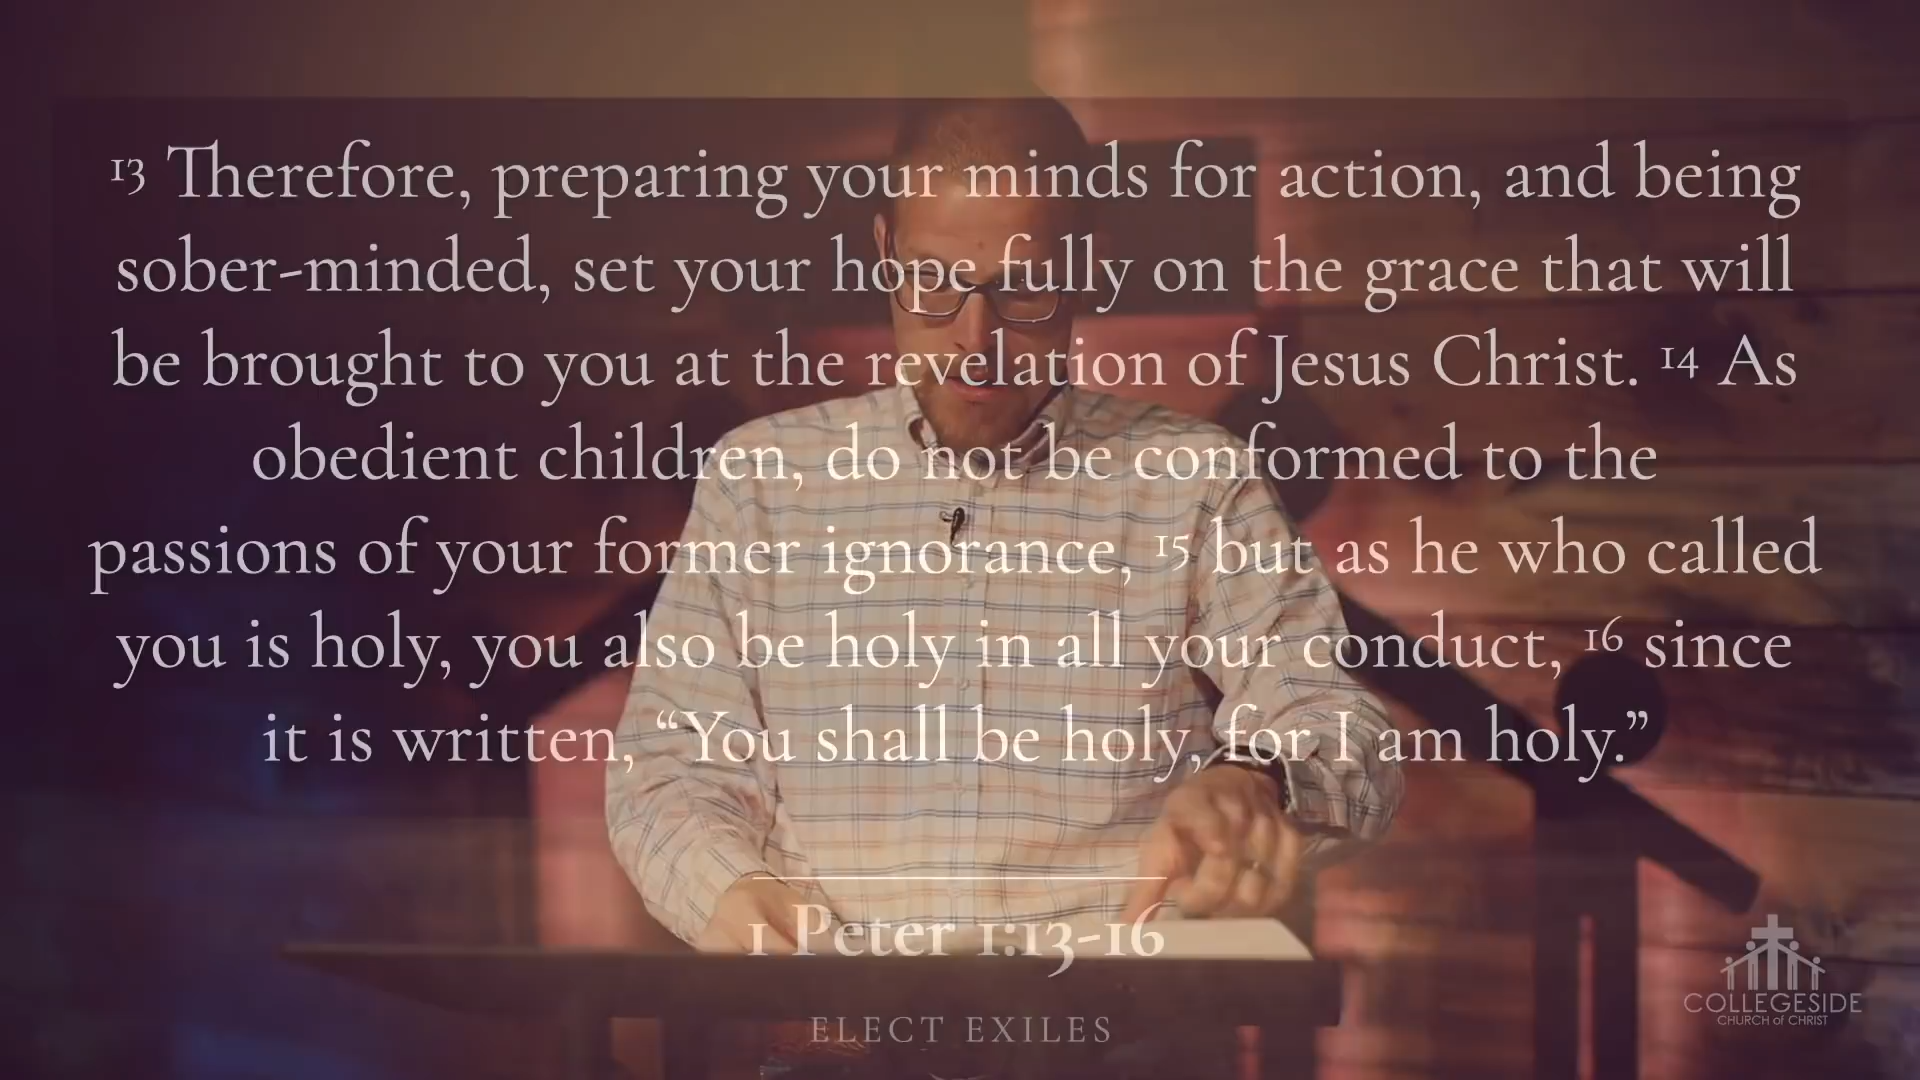 13 Therefore, preparing your minds for action, and being
sober-minded, set your hope fully on the grace that will
be brought to you at the revelation of Jesus Christ. 14 As
obedient children, do not be conformed to the
passions of your former ignorance, 15 but as he who called
you is holy, you also be holy in all your conduct, 16 since
it is written, “You shall be holy, for I am holy.”
1 Peter 1:13-16
ELECT EXILES
COLLEGESIDE
CHURCH of CHRIST